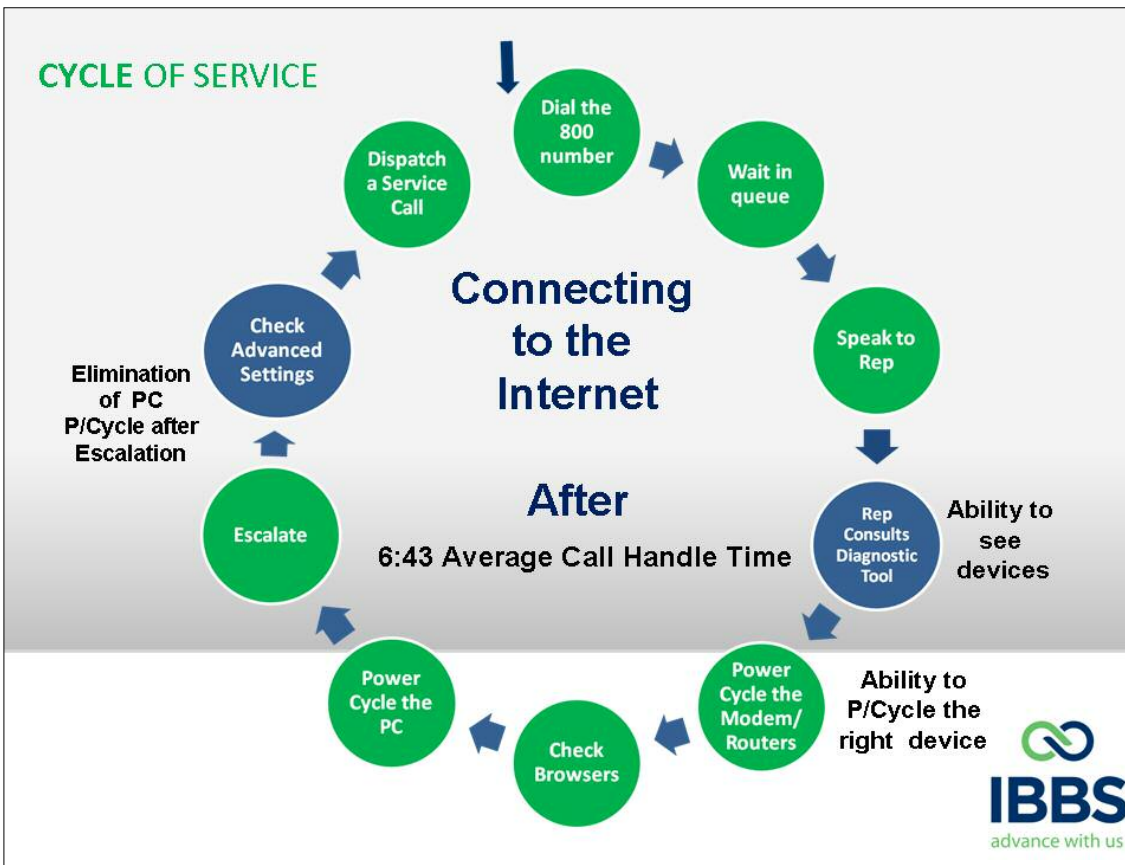 CYCLE OF SERVICE
Dial the
800
number
Wait in
queue
Speak to
Rep
Rep
Consults
Diagnostic
Tool
Ability to
see
devices
Power
Cycle the
Modem/
Routers
Ability to
P/Cycle the
right device
Check
Browsers
Power
Cycle the
PC
Escalate
Elimination
of PC
P/Cycle after
Escalation
Check
Advanced
Settings
Dispatch
a Service
Call
Connecting
to the
Internet
After
6:43 Average Call Handle Time
IBBS
advance with us